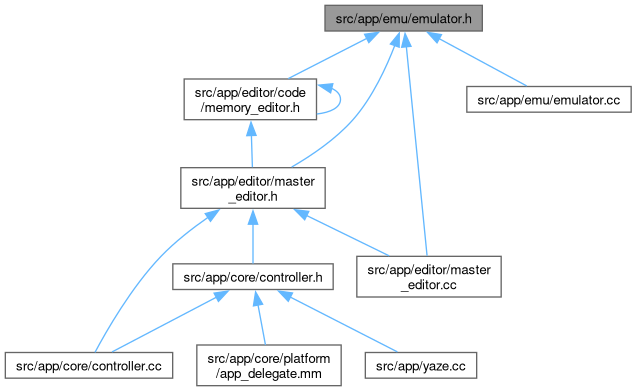 src/app/emu/emulator.h
src/app/editor/code
/memory_editor.h
src/app/emu/emulator.cc
src/app/editor/master
_editor.h
src/app/core/controller.h
src/app/editor/master
_editor.cc
src/app/core/controller.cc
src/app/core/platform
/app_delegate.mm
src/app/yaze.cc